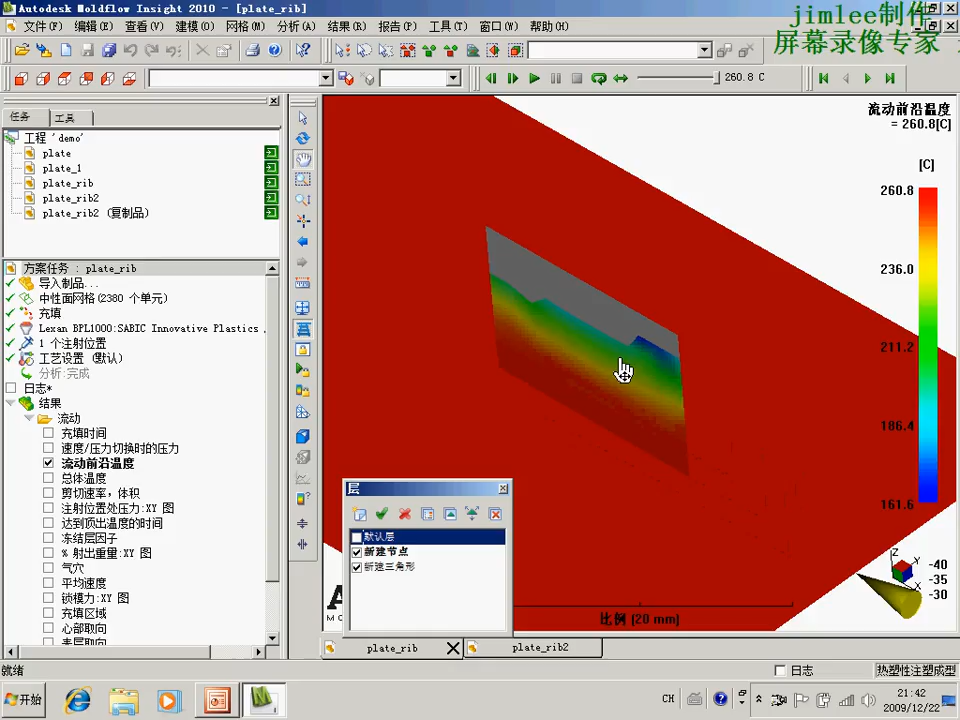 Autodesk Moldflow Insight 2010 - [plate_rib]
jimlee制作
屏幕录像专家
文件(F) 编辑(E) 查看(V) 建模(O) 网格(M) 分析(A) 结果(R) 报告(P) 工具(T) 窗口(W) 帮助(H)
260.8 C
任务 工具
工程 'demo'
plate
plate_1
plate_rib
plate_rib2
plate_rib2 (复制品)
方案任务 : plate_rib
导入制品...
中性面网格(2380 个单元)
充填
Lexan BPL1000:SABIC Innovative Plastics
1 个注射位置
工艺设置 (默认)
分析:完成
日志*
结果
流动
充填时间
速度/压力切换时的压力
流动前沿温度
总体温度
剪切速率, 体积
注射位置处压力:XY 图
达到顶出温度的时间
冻结层因子
% 射出重量:XY 图
气穴
平均速度
锁模力:XY 图
充填区域
心部取向
表层取向
流动前沿温度
= 260.8[C]
[C]
260.8
236.0
211.2
186.4
161.6
层
默认层
新建节点
新建三角形
比例 [20 mm]
Z
Y
X
-40
-35
-30
plate_rib
plate_rib2
就绪
日志
热塑性注塑成型
开始
CH
21:42
2009/12/22